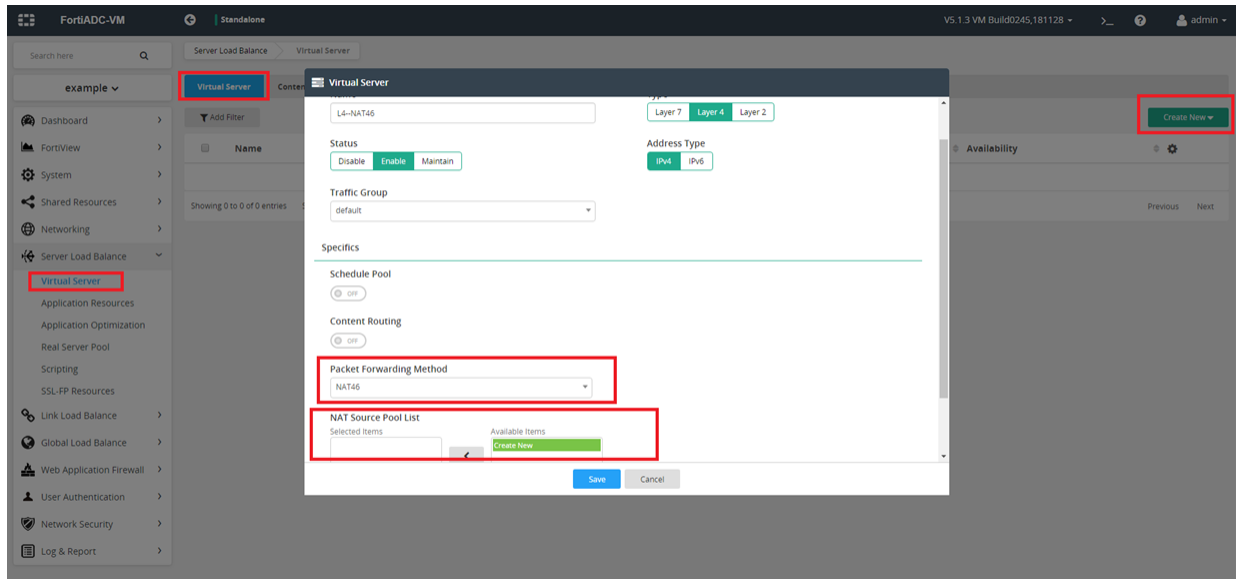 FortiADC-VM
Standalone
V5.1.3 VM Build0245,181128
>_
?
admin
Search here
Server Load Balance
Virtual Server
example
Virtual Server
Conten
Virtual Server
Name
Type
L4--NAT46
Layer 7
Layer 4
Layer 2
Add Filter
Create New
Dashboard
FortiView
System
Shared Resources
Networking
Server Load Balance
Virtual Server
Application Resources
Application Optimization
Real Server Pool
Scripting
SSL-FP Resources
Link Load Balance
Global Load Balance
Web Application Firewall
User Authentication
Network Security
Log & Report
Name
Availability
Showing 0 to 0 of 0 entries
Previous
Next
Status
Disable
Enable
Maintain
Address Type
IPv4
IPv6
Traffic Group
default
Specifics
Schedule Pool
OFF
Content Routing
OFF
Packet Forwarding Method
NAT46
NAT Source Pool List
Selected Items
Available Items
Create New
Save
Cancel